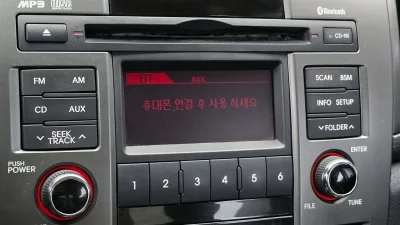 MP3 DISC
Bluetooth
CD-IN
FM AM
CD AUX
SEEK
TRACK
PUSH
POWER
BT AUX
휴대폰 연결 후 사용 하세요
1 2 3 4 5 6
SCAN BSM
INFO SETUP
FOLDER
ENTER
FILE TUNE